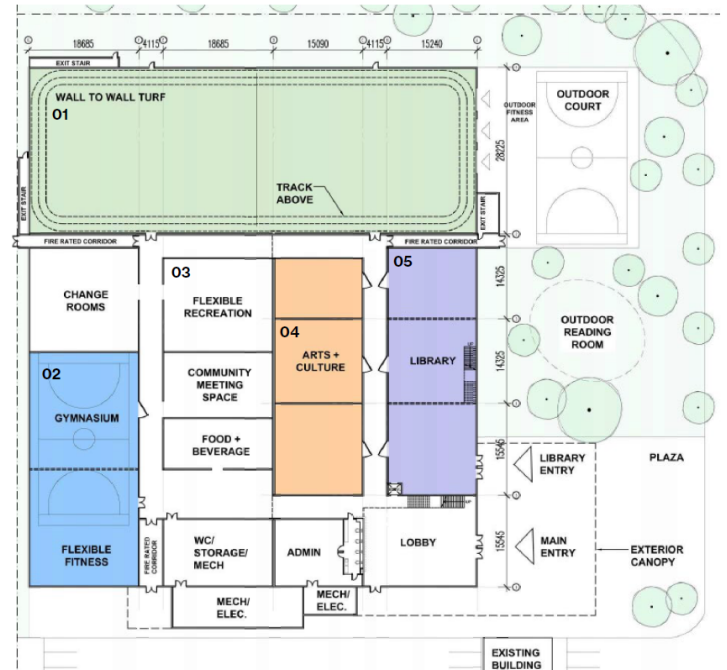 18685
4115
18685
15090
4115
15240
EXIT STAIR
WALL TO WALL TURF
01
OUTDOOR
FITNESS
AREA
OUTDOOR
COURT
28225
TRACK
ABOVE
EXIT STAIR
EXIT STAIR
FIRE RATED CORRIDOR
FIRE RATED CORRIDOR
CHANGE
ROOMS
03
FLEXIBLE
RECREATION
05
14325
04
ARTS +
CULTURE
LIBRARY
14325
OUTDOOR
READING
ROOM
02
GYMNASIUM
COMMUNITY
MEETING
SPACE
FOOD +
BEVERAGE
15545
LIBRARY
ENTRY
PLAZA
UP
FLEXIBLE
FITNESS
FIRE RATED
CORRIDOR
WC/
STORAGE/
MECH
ADMIN
LOBBY
15545
MAIN
ENTRY
EXTERIOR
CANOPY
MECH/
ELEC.
MECH/
ELEC.
EXISTING
BUILDING